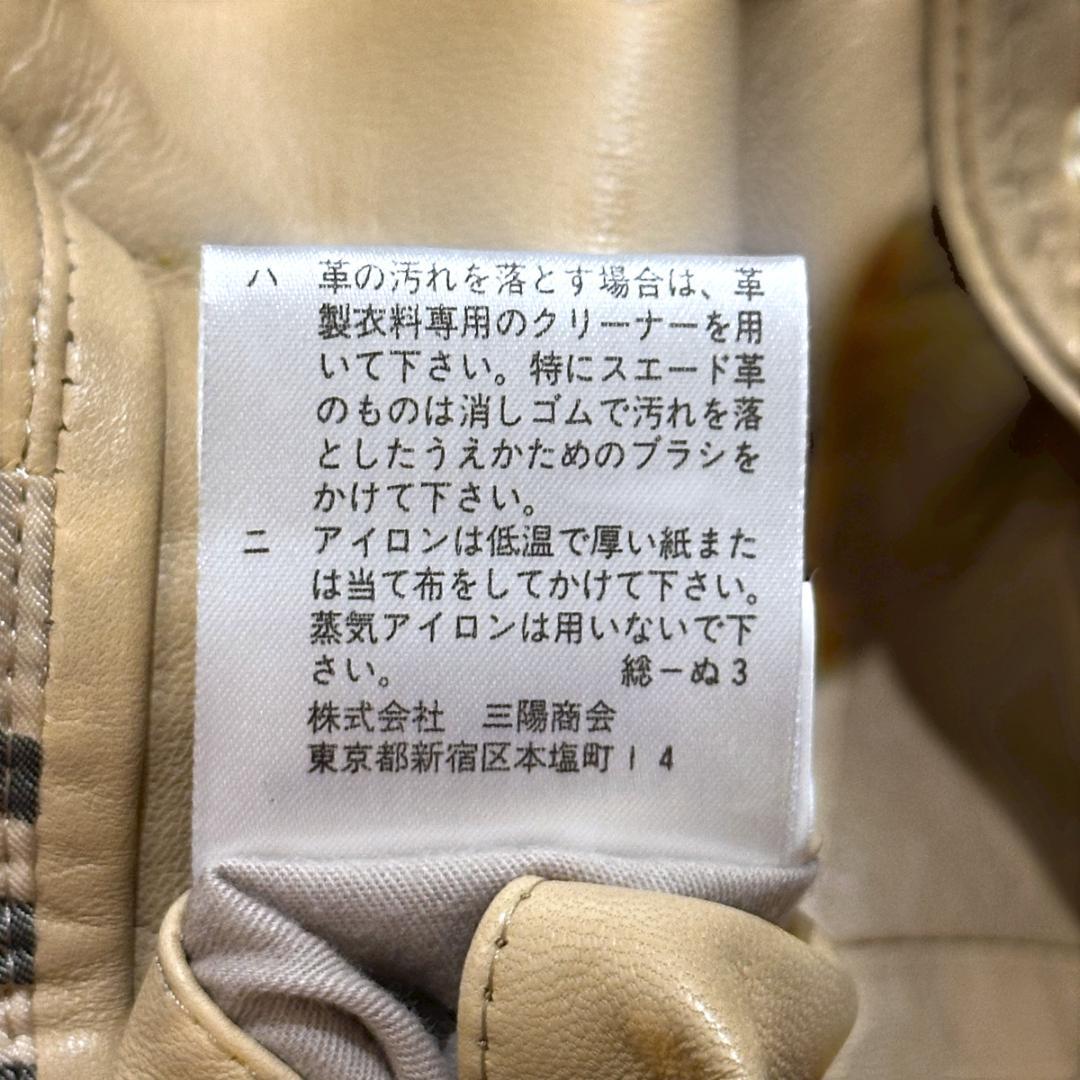 ハ 革の汚れを落とす場合は、革
製衣料専用のクリーナーを用
いて下さい。特にスエード革
のものは消しゴムで汚れを落
としたうえかためのブラシを
かけて下さい。
ニ アイロンは低温で厚い紙また
は当て布をしてかけて下さい。
蒸気アイロンは用いないで下
さい。 総ーぬ3
株式会社 三陽商会
東京都新宿区本塩町14